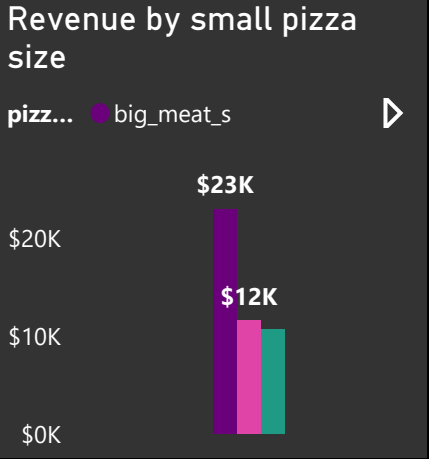 Revenue by small pizza
size
pizz... big_meat_s
$23K
$20K
$12K
$10K
$0K